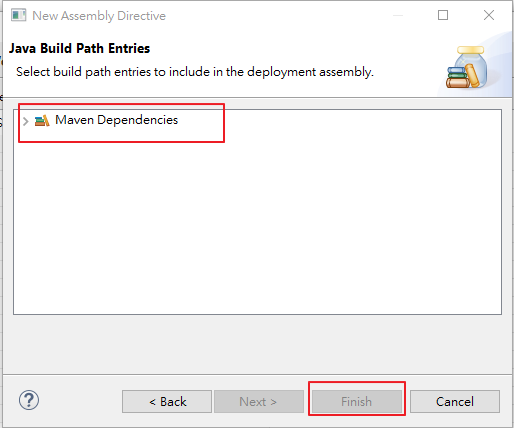 New Assembly Directive
Java Build Path Entries
Select build path entries to include in the deployment assembly.
Maven Dependencies
? < Back Next > Finish Cancel